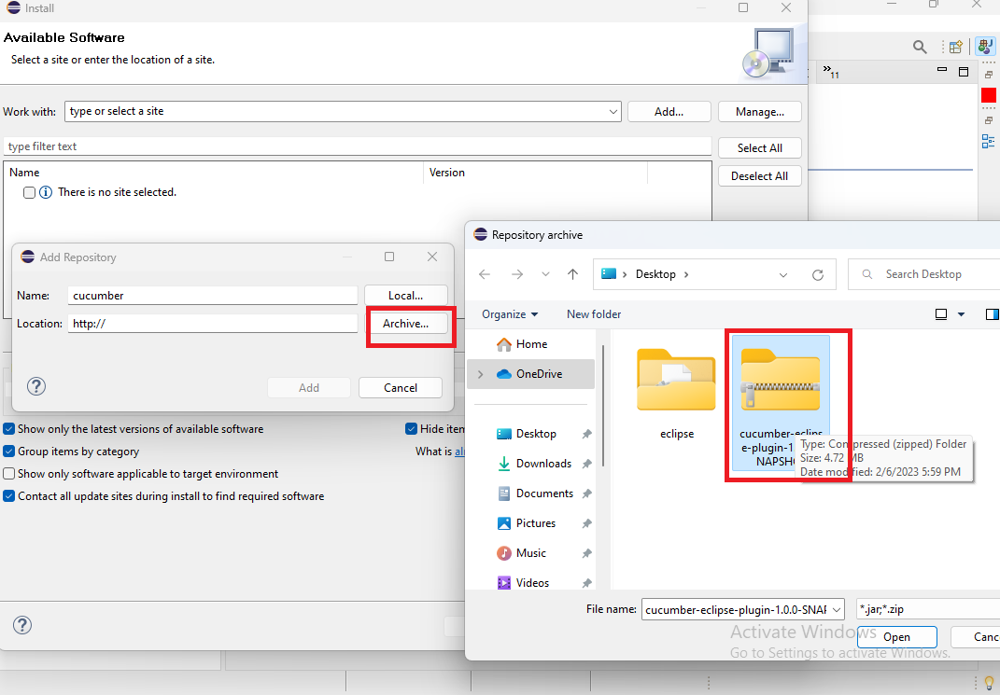 Install
Available Software
Select a site or enter the location of a site.
Work with: type or select a site Add... Manage...
type filter text Select All
Name Version Deselect All
There is no site selected.
11
Add Repository
Name: cucumber Local...
Location: http:// Archive...
Add Cancel
Show only the latest versions of available software
Hide
Group items by category
What is
Show only software applicable to target environment
Contact all update sites during install to find required software
Repository archive
Desktop
Search Desktop
Organize New folder
Home
OneDrive
Desktop
Downloads
Documents
Pictures
Music
Videos
eclipse
cucumber-eclips
e-plugin-1
NAPSHO
Type: Compressed (zipped) Folder
Size: 4.72 MB
Date modified: 2/6/2023 5:59 PM
File name: cucumber-eclipse-plugin-1.0.0-SNAP *.jar;*.zip
Open Canc
Activate Windows
Go to Settings to activate Windows.